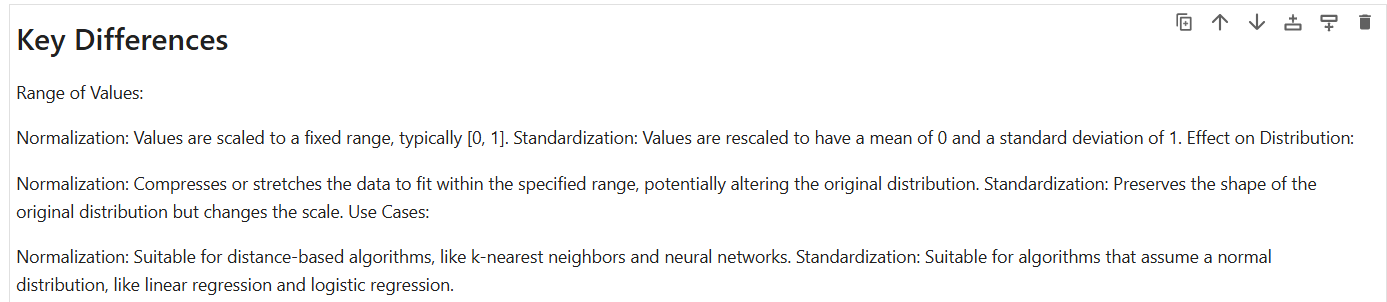 Key Differences
Range of Values:
Normalization: Values are scaled to a fixed range, typically [0, 1]. Standardization: Values are rescaled to have a mean of 0 and a standard deviation of 1. Effect on Distribution:
Normalization: Compresses or stretches the data to fit within the specified range, potentially altering the original distribution. Standardization: Preserves the shape of the
original distribution but changes the scale. Use Cases:
Normalization: Suitable for distance-based algorithms, like k-nearest neighbors and neural networks. Standardization: Suitable for algorithms that assume a normal
distribution, like linear regression and logistic regression.